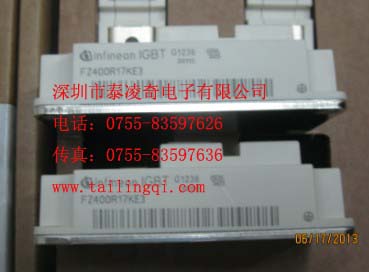 infineon IGBT G1236
FZ400R17KE3
深圳市泰凌奇电子有限公司
电话：0755-83597626
传真：0755-83597636
infineon IGBT G1236
www.tailingqi.com
FZ400R17KE3
06/17/2013